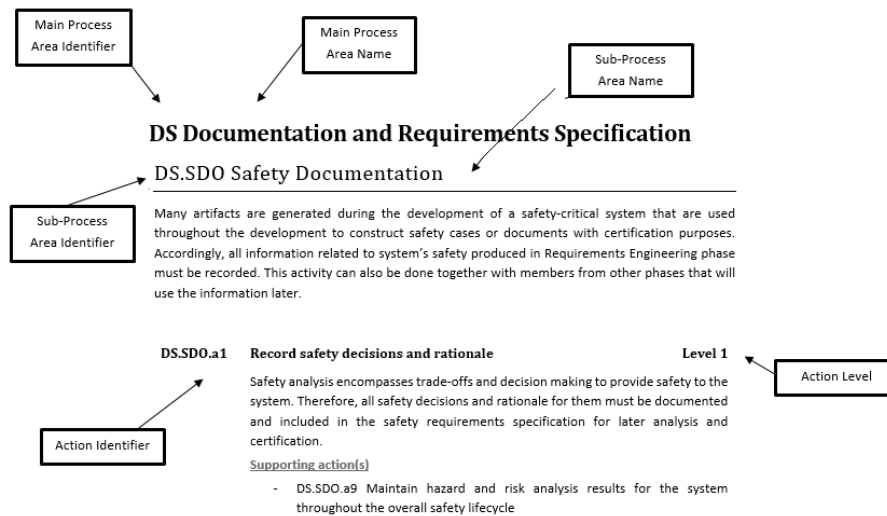 Main Process
Area Identifier
Main Process
Area Name
Sub-Process
Area Name
DS Documentation and Requirements Specification
DS.SDO Safety Documentation
Sub-Process
Area Identifier
Many artifacts are generated during the development of a safety-critical system that are used
throughout the development to construct safety cases or documents with certification purposes.
Accordingly, all information related to system's safety produced in Requirements Engineering phase
must be recorded. This activity can also be done together with members from other phases that will
use the information later.
DS.SDO.a1 Record safety decisions and rationale Level 1
Action Level
Safety analysis encompasses trade-offs and decision making to provide safety to the
system. Therefore, all safety decisions and rationale for them must be documented
and included in the safety requirements specification for later analysis and
certification.
Action Identifier
Supporting action(s)
- DS.SDO.a9 Maintain hazard and risk analysis results for the system
throughout the overall safety lifecycle